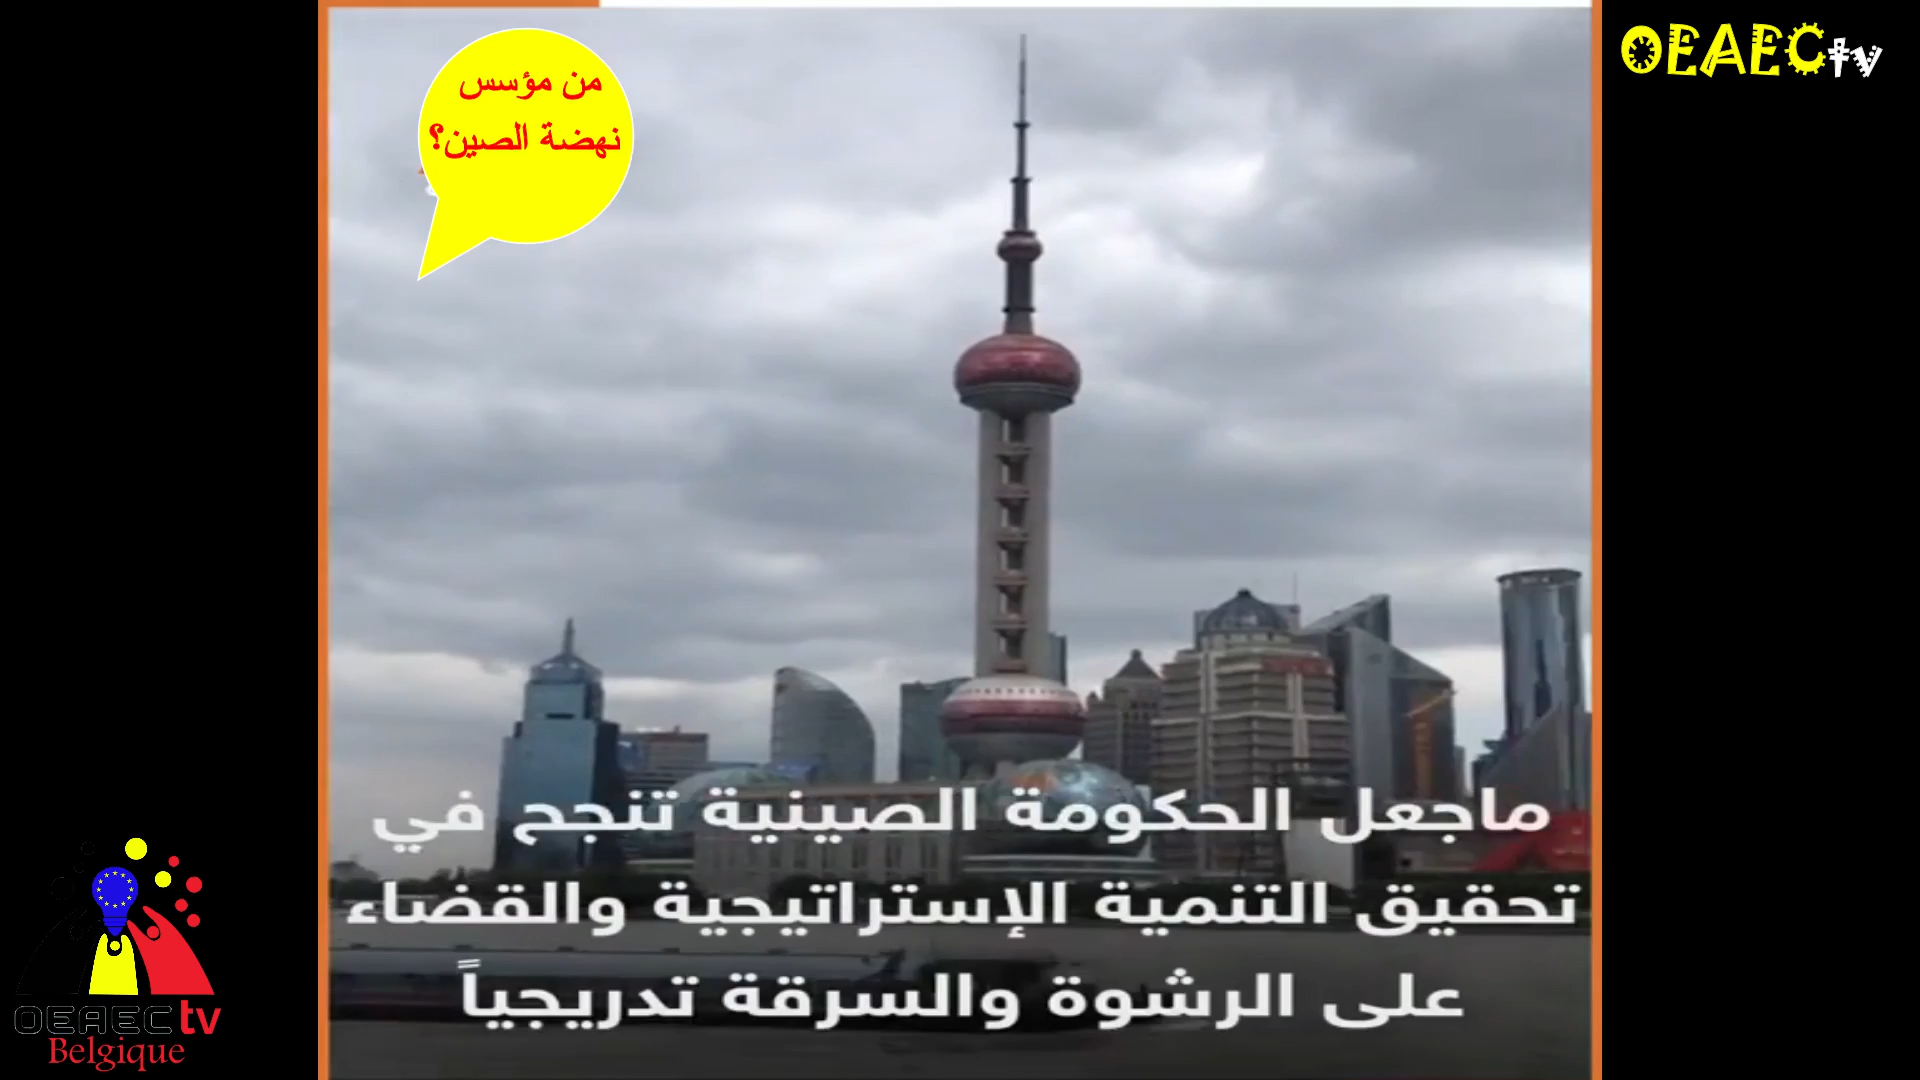 من مؤسس
نهضة الصين؟
OEAECtv
ماجعل الحكومة الصينية تنجح في
تحقيق التنمية الإستراتيجية والقضاء
على الرشوة والسرقة تدريجياً
OEAECtv
Belgique